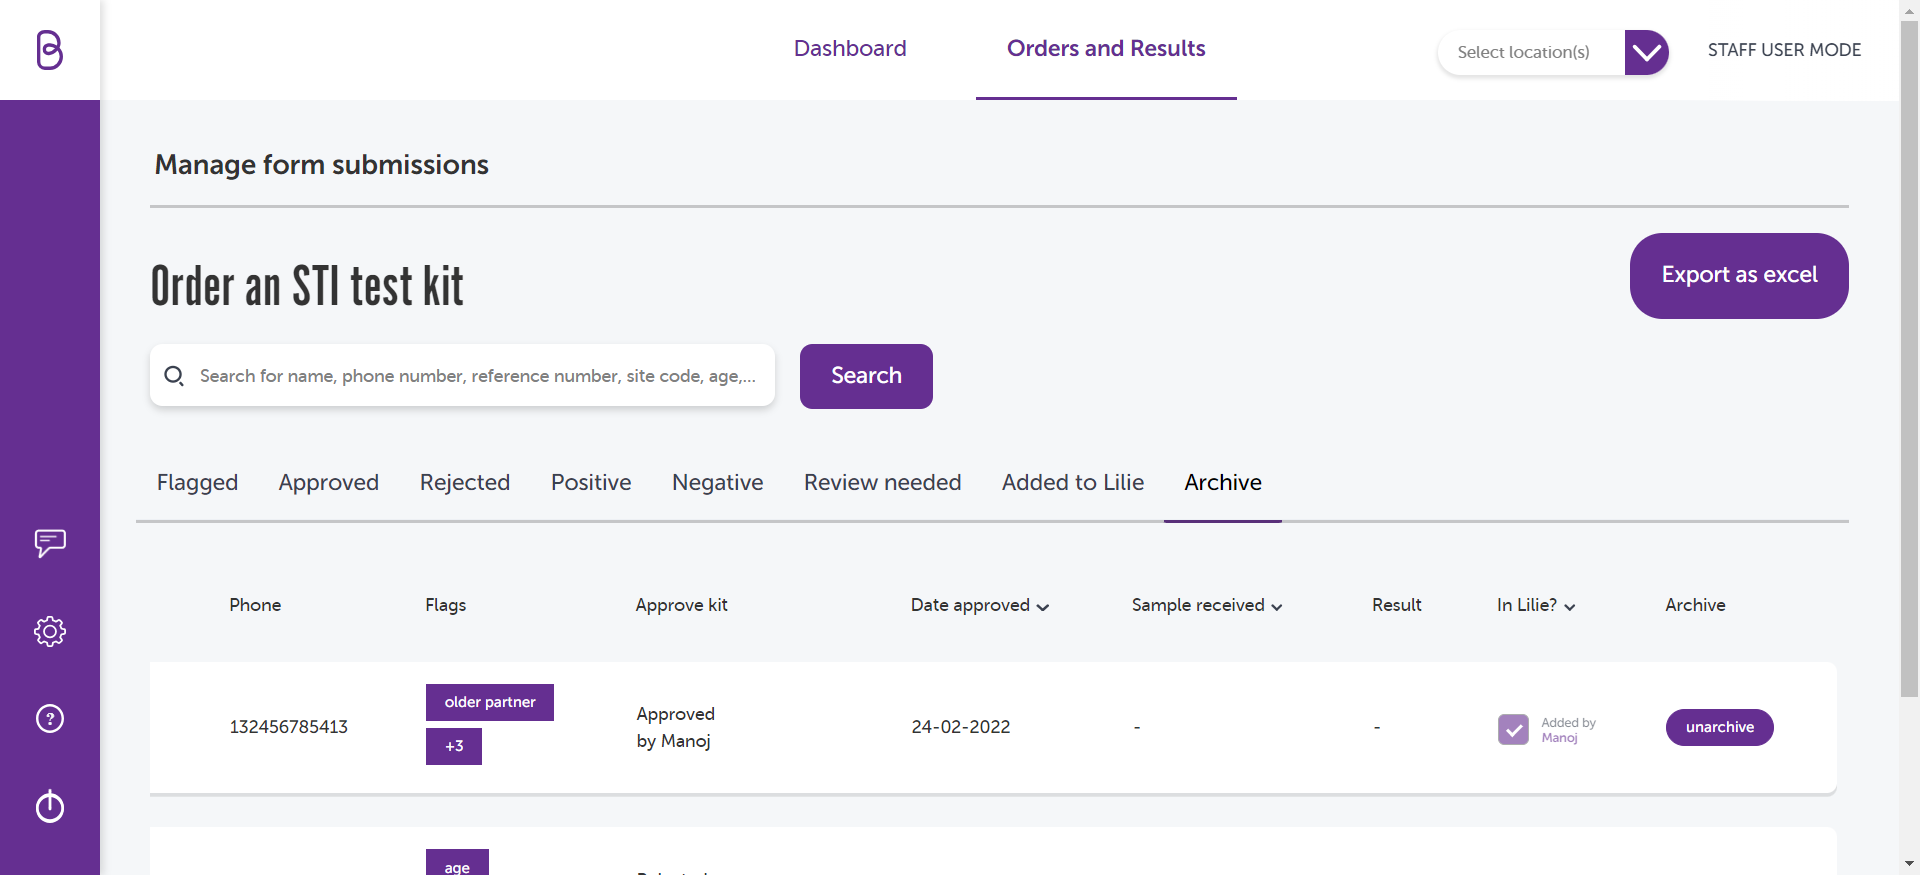 B
Dashboard
Orders and Results
Select location(s)
STAFF USER MODE
Manage form submissions
Order an STI test kit
Export as excel
Search for name, phone number, reference number, site code, age,...
Search
Flagged
Approved
Rejected
Positive
Negative
Review needed
Added to Lilie
Archive
Phone
Flags
Approve kit
Date approved
Sample received
Result
In Lilie?
Archive
132456785413
older partner
+3
Approved
by Manoj
24-02-2022
-
-
Added by
Manoj
unarchive
?
age